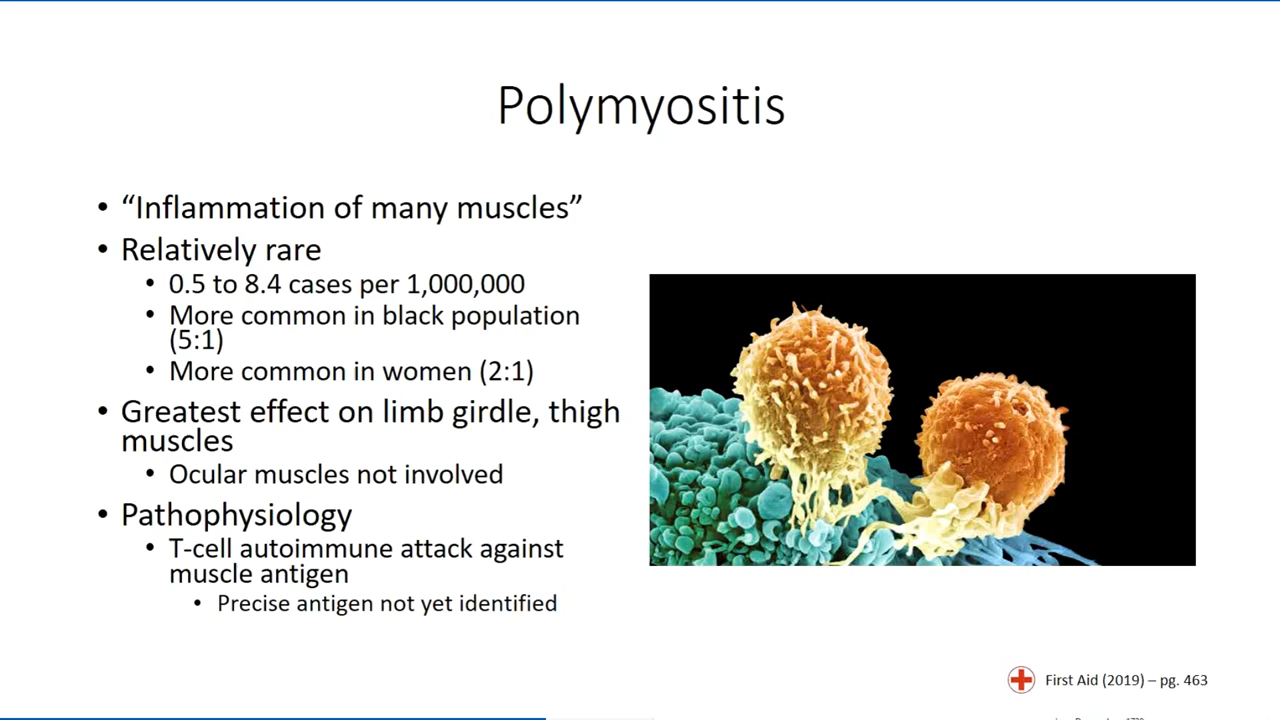 Polymyositis
• “Inflammation of many muscles”
• Relatively rare
• 0.5 to 8.4 cases per 1,000,000
• More common in black population
(5:1)
• More common in women (2:1)
• Greatest effect on limb girdle, thigh
muscles
• Ocular muscles not involved
• Pathophysiology
• T-cell autoimmune attack against
muscle antigen
• Precise antigen not yet identified
First Aid (2019) – pg. 463